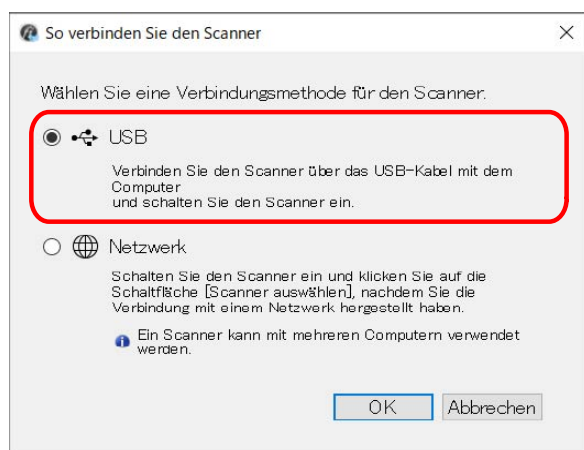 So verbinden Sie den Scanner
Wählen Sie eine Verbindungsmethode für den Scanner.
USB
Verbinden Sie den Scanner über das USB-Kabel mit dem
Computer
und schalten Sie den Scanner ein.
Netzwerk
Schalten Sie den Scanner ein und klicken Sie auf die
Schaltfläche [Scanner auswählen], nachdem Sie die
Verbindung mit einem Netzwerk hergestellt haben.
Ein Scanner kann mit mehreren Computern verwendet
werden.
OK Abbrechen